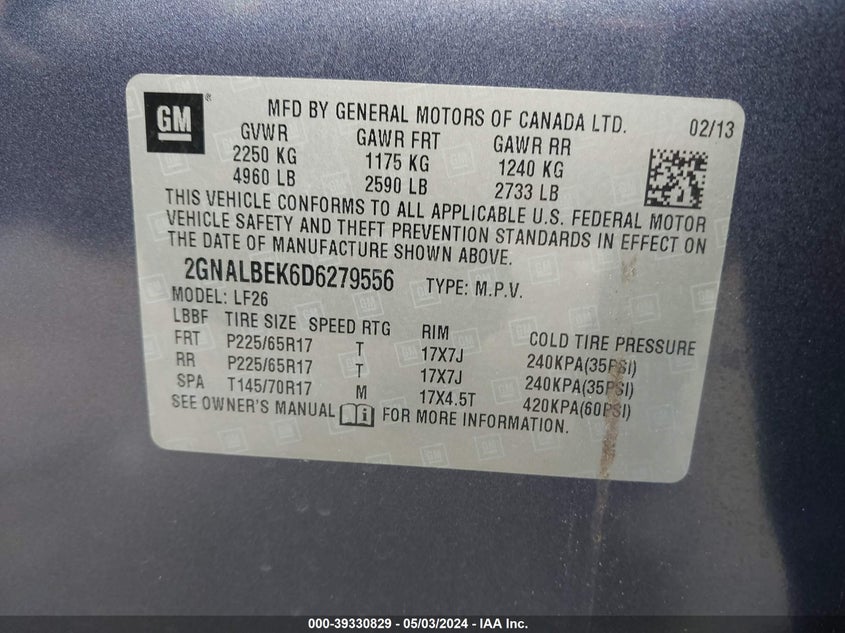 GM® MFD BY GENERAL MOTORS OF CANADA LTD. 02/13
GVWR GAWR FRT GAWR RR
2250 KG 1175 KG 1240 KG
4960 LB 2590 LB 2733 LB
THIS VEHICLE CONFORMS TO ALL APPLICABLE U.S. FEDERAL MOTOR
VEHICLE SAFETY AND THEFT PREVENTION STANDARDS IN EFFECT ON
THE DATE OF MANUFACTURE SHOWN ABOVE.
2GNALBEK6D6279556 TYPE: M.P.V.
MODEL: LF26
LBBF TIRE SIZE SPEED RTG RIM COLD TIRE PRESSURE
FRT P225/65R17 T 17X7J 240KPA(35PSI)
RR P225/65R17 T 17X7J 240KPA(35PSI)
SPA T145/70R17 M 17X4.5T 420KPA(60PSI)
SEE OWNER'S MANUAL FOR MORE INFORMATION.
000-39330829 - 05/03/2024 - IAA Inc.